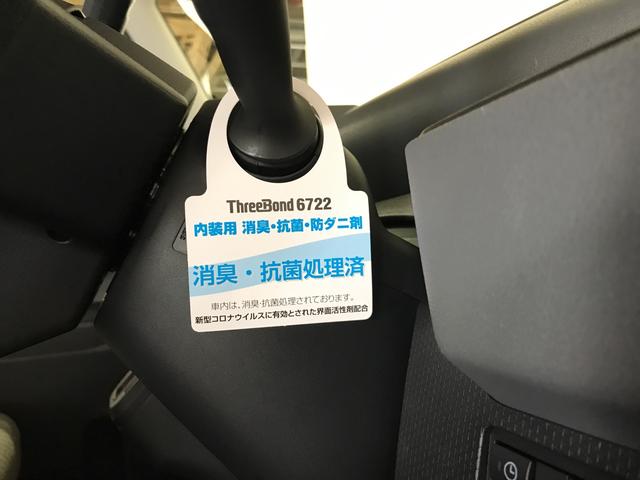 ThreeBond 6722
内装用 消臭・抗菌・防ダニ剤
消臭・抗菌処理済
車内は、消臭・抗菌処理されております。
新型コロナウイルスに有効とされた界面活性剤配合